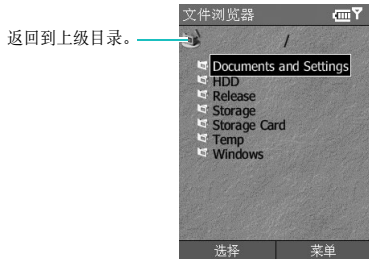 文件浏览器
返回到上级目录。
/
Documents and Settings
HDD
Release
Storage
Storage Card
Temp
Windows
选择 菜单